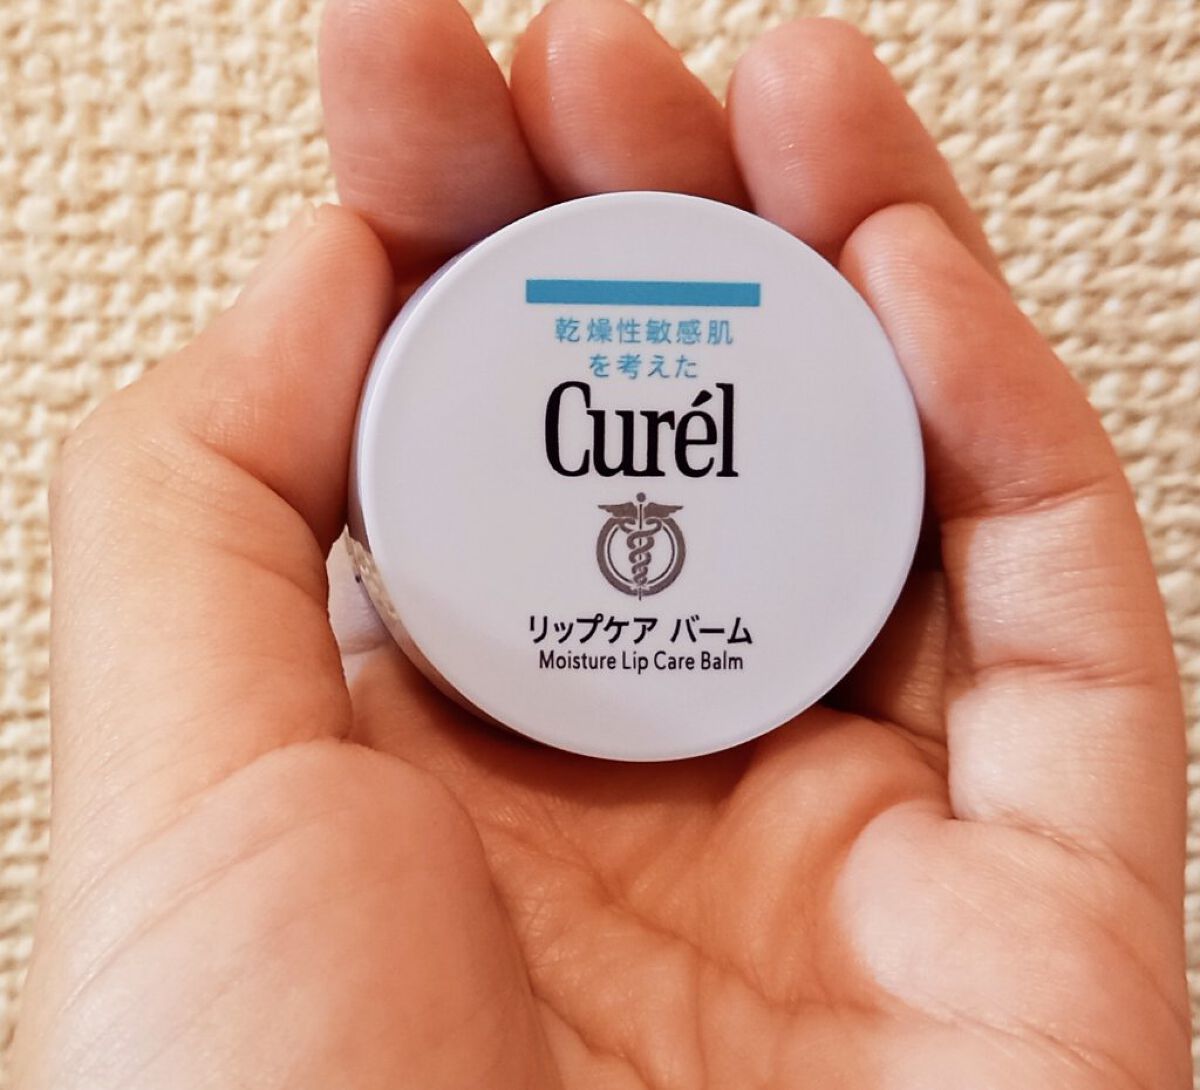 乾燥性敏感肌
を考えた
Curél
リップケア バーム
Moisture Lip Care Balm